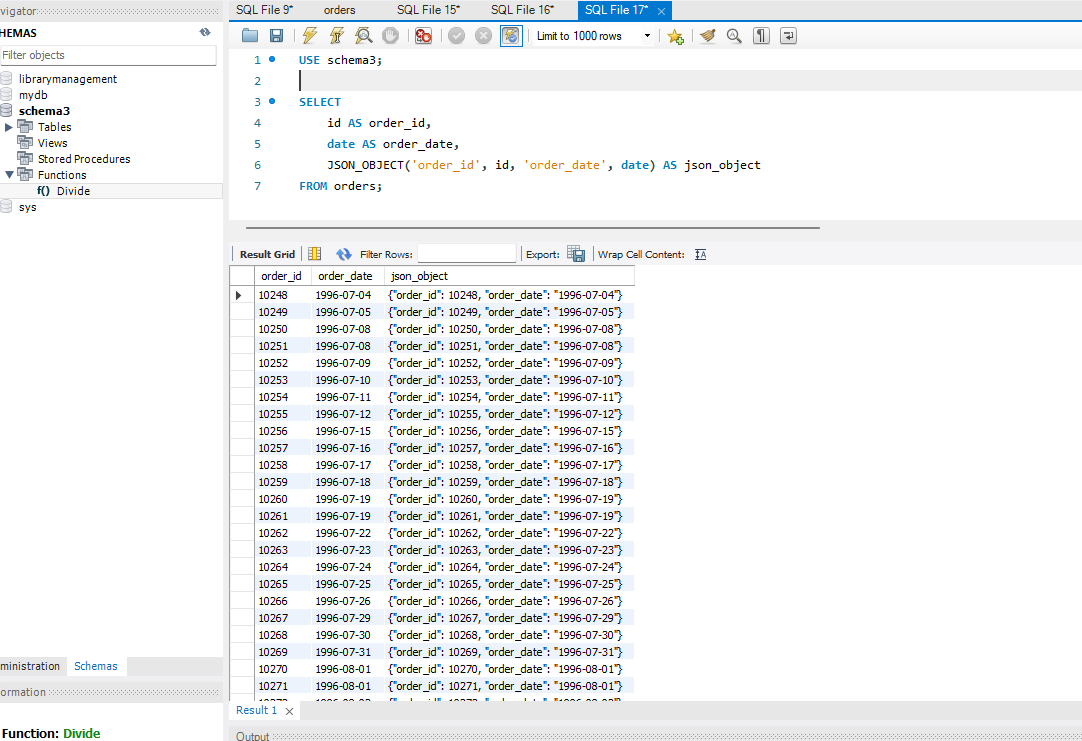 vigator
SQL File 9* orders SQL File 15* SQL File 16* SQL File 17* ×
HEMAS
Filter objects
librarymanagement
mydb
schema3
Tables
Views
Stored Procedures
Functions
f() Divide
sys
ministration Schemas
ormation
Function: Divide
Limit to 1000 rows
1 USE schema3;
2
3 SELECT
4 id AS order_id,
5 date AS order_date,
6 JSON_OBJECT('order_id', id, 'order_date', date) AS json_object
7 FROM orders;
Result Grid Filter Rows: Export: Wrap Cell Content:
order_id order_date json_object
10248 1996-07-04 {"order_id": 10248, "order_date": "1996-07-04"}
10249 1996-07-05 {"order_id": 10249, "order_date": "1996-07-05"}
10250 1996-07-08 {"order_id": 10250, "order_date": "1996-07-08"}
10251 1996-07-08 {"order_id": 10251, "order_date": "1996-07-08"}
10252 1996-07-09 {"order_id": 10252, "order_date": "1996-07-09"}
10253 1996-07-10 {"order_id": 10253, "order_date": "1996-07-10"}
10254 1996-07-11 {"order_id": 10254, "order_date": "1996-07-11"}
10255 1996-07-12 {"order_id": 10255, "order_date": "1996-07-12"}
10256 1996-07-15 {"order_id": 10256, "order_date": "1996-07-15"}
10257 1996-07-16 {"order_id": 10257, "order_date": "1996-07-16"}
10258 1996-07-17 {"order_id": 10258, "order_date": "1996-07-17"}
10259 1996-07-18 {"order_id": 10259, "order_date": "1996-07-18"}
10260 1996-07-19 {"order_id": 10260, "order_date": "1996-07-19"}
10261 1996-07-19 {"order_id": 10261, "order_date": "1996-07-19"}
10262 1996-07-22 {"order_id": 10262, "order_date": "1996-07-22"}
10263 1996-07-23 {"order_id": 10263, "order_date": "1996-07-23"}
10264 1996-07-24 {"order_id": 10264, "order_date": "1996-07-24"}
10265 1996-07-25 {"order_id": 10265, "order_date": "1996-07-25"}
10266 1996-07-26 {"order_id": 10266, "order_date": "1996-07-26"}
10267 1996-07-29 {"order_id": 10267, "order_date": "1996-07-29"}
10268 1996-07-30 {"order_id": 10268, "order_date": "1996-07-30"}
10269 1996-07-31 {"order_id": 10269, "order_date": "1996-07-31"}
10270 1996-08-01 {"order_id": 10270, "order_date": "1996-08-01"}
10271 1996-08-01 {"order_id": 10271, "order_date": "1996-08-01"}
Result 1 ×
Output